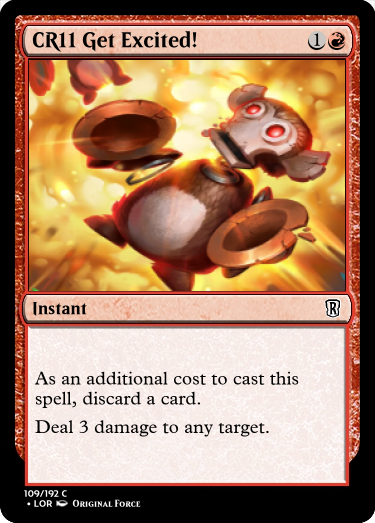 CR11 Get Excited! 1
Instant R
As an additional cost to cast this
spell, discard a card.
Deal 3 damage to any target.
109/192 C
• LOR Original Force